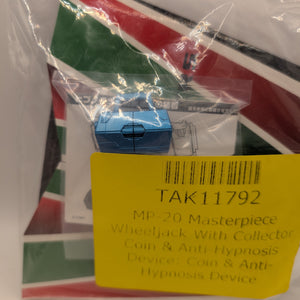 TAK11792
MP-20 Masterpiece
Wheeljack With Collector
Coin & Anti-Hypnosis
Device: Coin & Anti-
Hypnosis Device